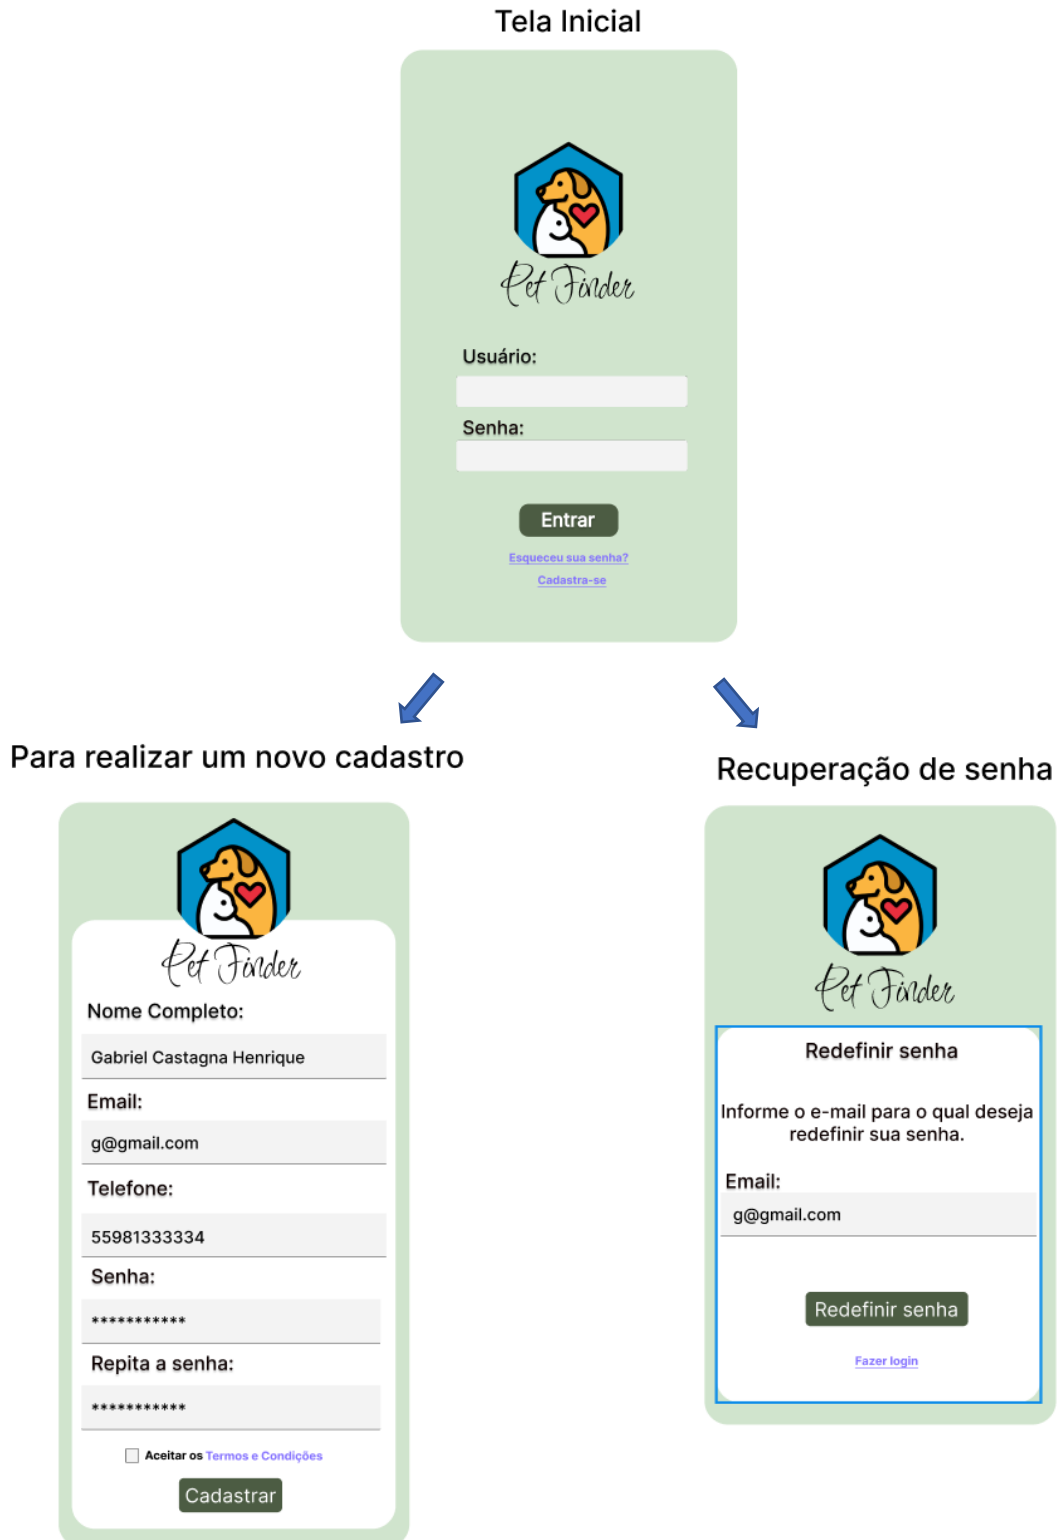 Tela Inicial
Pet Finder
Usuário:
Senha:
Entrar
Esqueceu sua senha?
Cadastra-se
Para realizar um novo cadastro
Pet Finder
Nome Completo:
Gabriel Castagna Henrique
Email:
g@gmail.com
Telefone:
55981333334
Senha:
***********
Repita a senha:
***********
Aceitar os Termos e Condições
Cadastrar
Recuperação de senha
Pet Finder
Redefinir senha
Informe o e-mail para o qual deseja
redefinir sua senha.
Email:
g@gmail.com
Redefinir senha
Fazer login